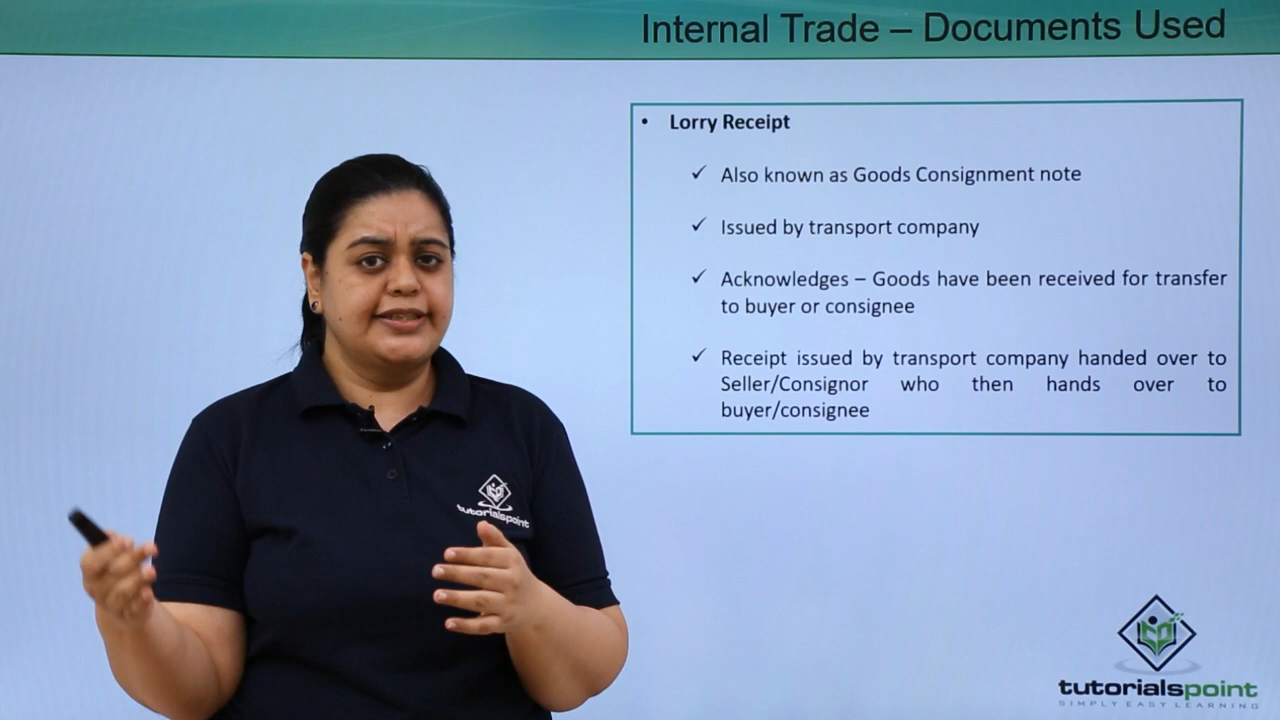 Internal Trade – Documents Used
• Lorry Receipt
✓ Also known as Goods Consignment note
✓ Issued by transport company
✓ Acknowledges – Goods have been received for transfer
to buyer or consignee
✓ Receipt issued by transport company handed over to
Seller/Consignor who then hands over to
buyer/consignee
tutorialspoint
tutorialspoint
SIMPLY EASY LEARNING